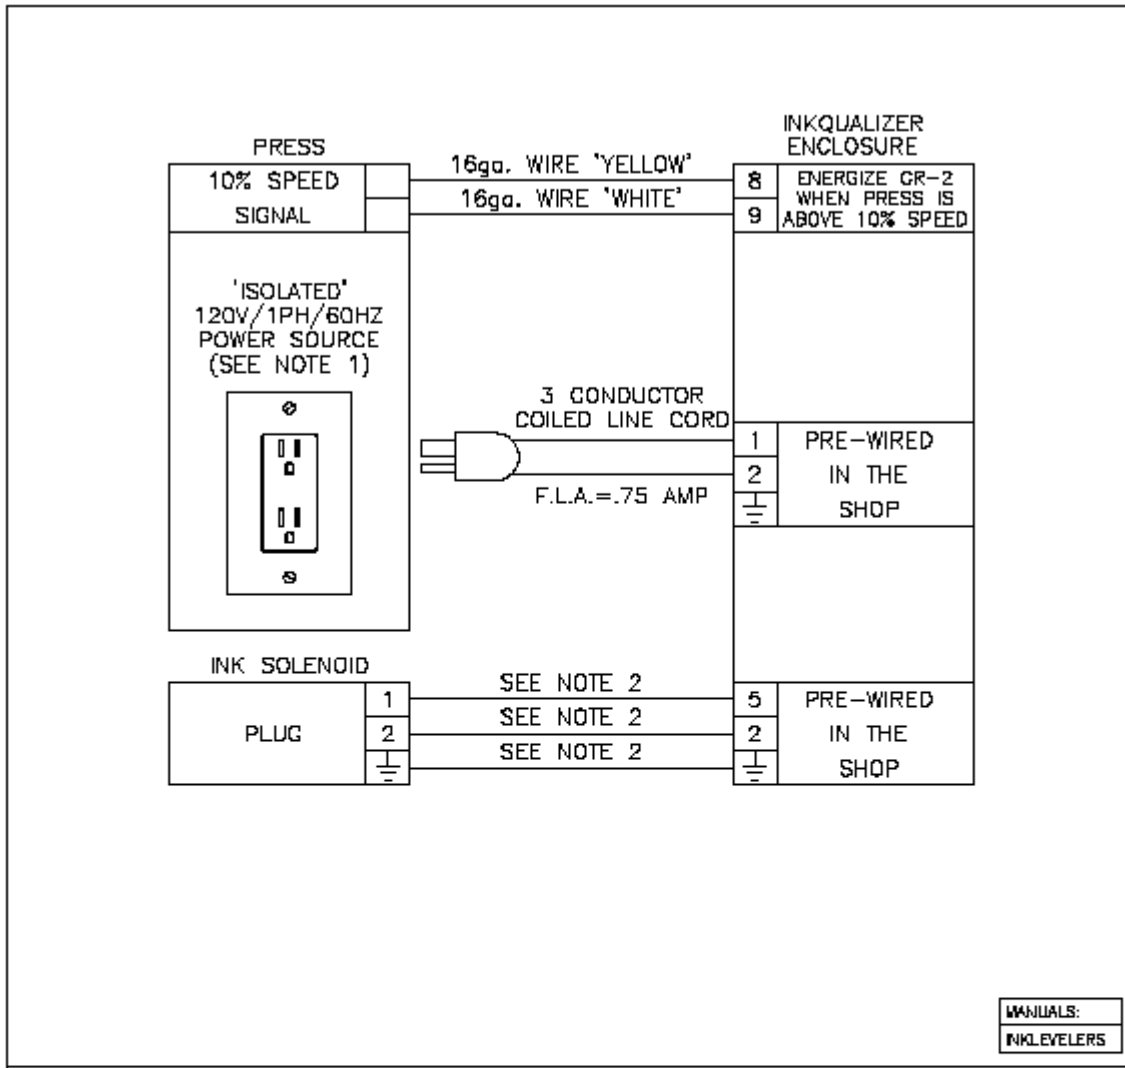 PRESS
10% SPEED
SIGNAL
16ga. WIRE 'YELLOW'
16ga. WIRE 'WHITE'
INKQUALIZER
ENCLOSURE
8
9
ENERGIZE CR-2
WHEN PRESS IS
ABOVE 10% SPEED
'ISOLATED'
120V/1PH/60HZ
POWER SOURCE
(SEE NOTE 1)
3 CONDUCTOR
COILED LINE CORD
F.L.A.=.75 AMP
1
2
PRE-WIRED
IN THE
SHOP
INK SOLENOID
PLUG
1
2
SEE NOTE 2
SEE NOTE 2
SEE NOTE 2
5
2
PRE-WIRED
IN THE
SHOP
MANUALS:
INKLEVELERS